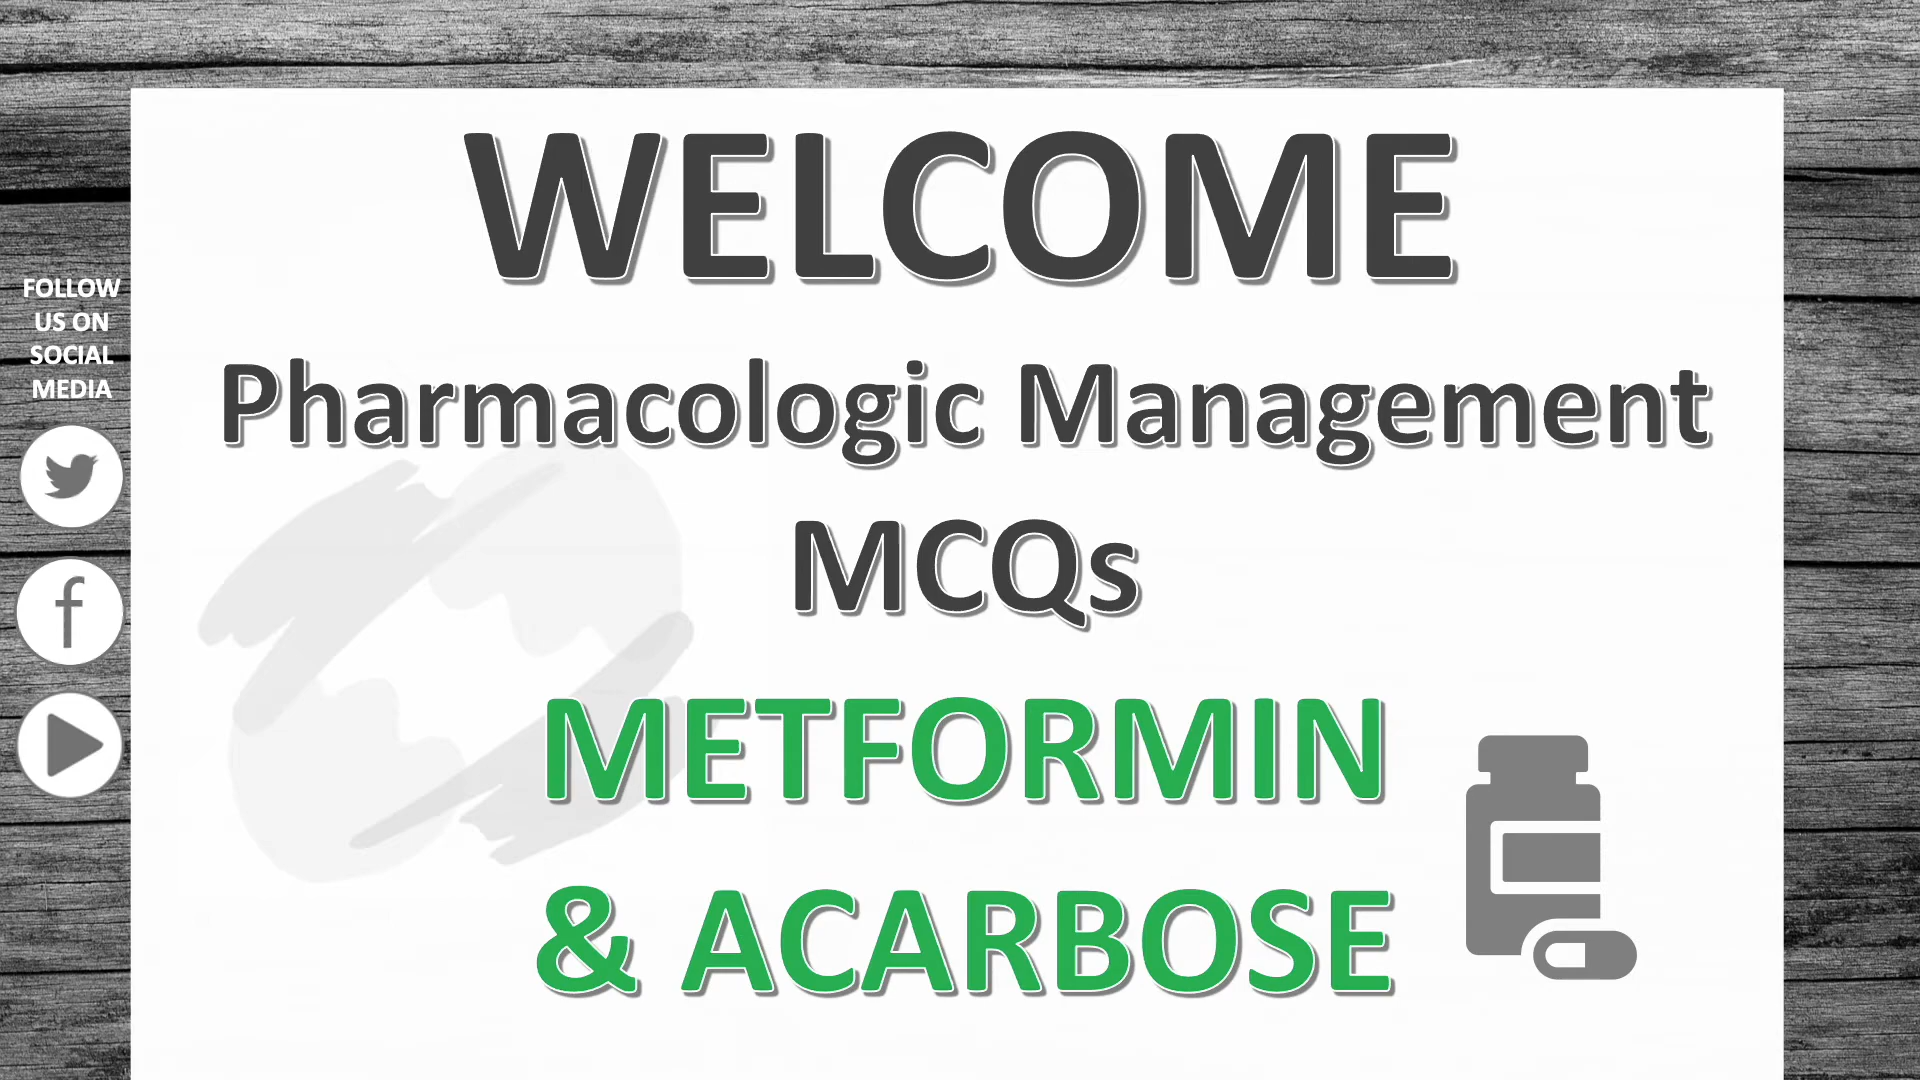 WELCOME
Pharmacologic Management
MCQs
METFORMIN
& ACARBOSE
FOLLOW
US ON
SOCIAL
MEDIA